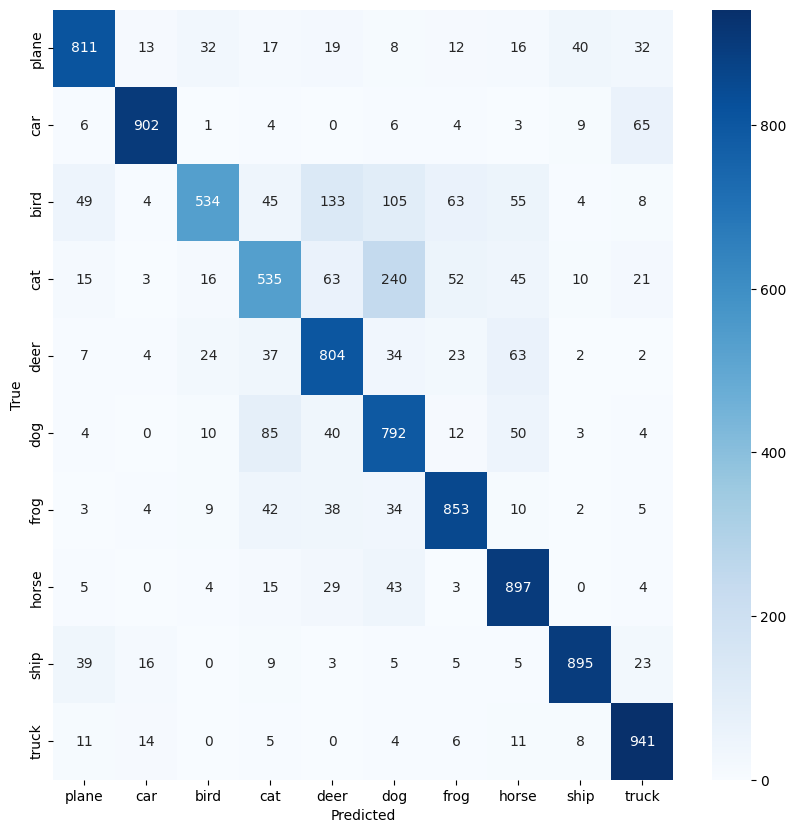 plane 811 13 32 17 19 8 12 16 40 32
car 6 902 1 4 0 6 4 3 9 65
800
bird 49 4 534 45 133 105 63 55 4 8
cat 15 3 16 535 63 240 52 45 10 21
600
deer 7 4 24 37 804 34 23 63 2 2
True
dog 4 0 10 85 40 792 12 50 3 4
400
frog 3 4 9 42 38 34 853 10 2 5
horse 5 0 4 15 29 43 3 897 0 4
200
ship 39 16 0 9 3 5 5 5 895 23
truck 11 14 0 5 0 4 6 11 8 941
0
plane car bird cat deer dog frog horse ship truck
Predicted